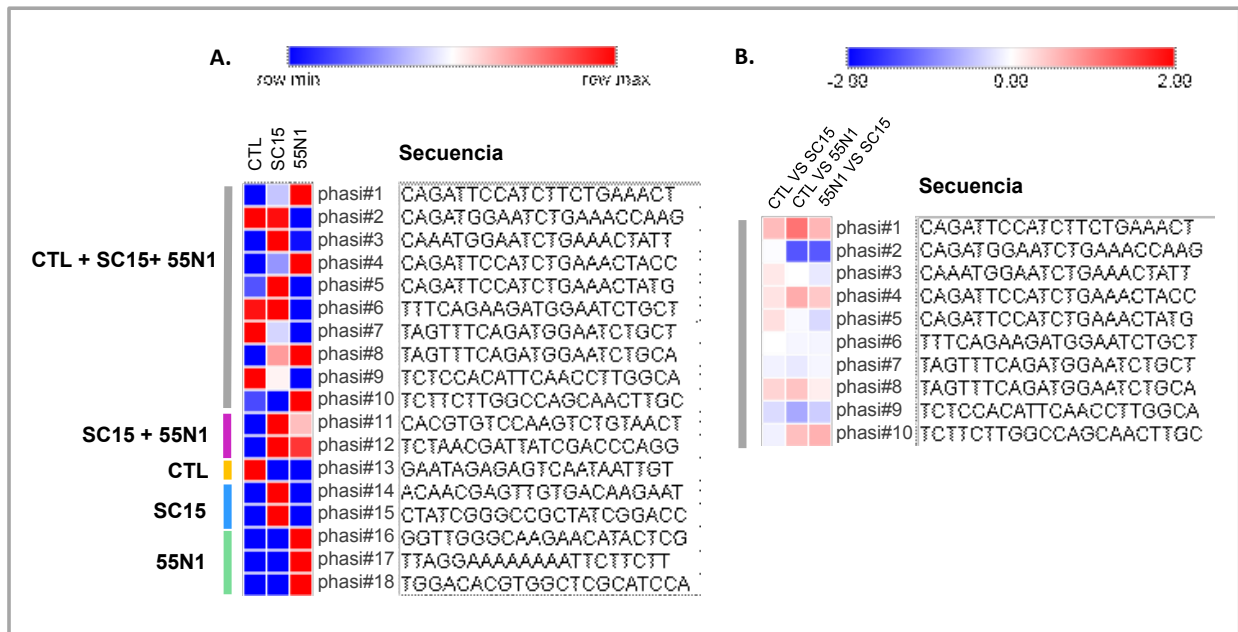 A.
row min
row max
B.
-2.00
0.00
2.00
CTL
SC15
55N1
Secuencia
CTL + SC15+ 55N1
SC15 + 55N1
CTL
SC15
55N1
phasi#1 CAGATTCCATCTTCTGAAACT
phasi#2 CAGATGGAATCTGAAACCAAG
phasi#3 CAAATGGAATCTGAAACTATT
phasi#4 CAGATTCCATCTGAAACTACC
phasi#5 CAGATTCCATCTGAAACTATG
phasi#6 TTTCAGAAGATGGAATCTGCT
phasi#7 TAGTTTCAGATGGAATCTGCT
phasi#8 TAGTTTCAGATGGAATCTGCA
phasi#9 TCTCCACATTCAACCTTGGCA
phasi#10 TCTTCTTGGCCAGCAACTTGC
phasi#11 CACGTGTCCAAGTCTGTAACT
phasi#12 TCTAACGATTATCGACCCAGG
phasi#13 GAATAGAGAGTCAATAATTGT
phasi#14 ACAACGAGTTGTGACAAGAAT
phasi#15 CTATCGGGCCGCTATCGGACC
phasi#16 GGTTGGGCAAGAACATACTCG
phasi#17 TTAGGAAAAAAAATTCTTCTT
phasi#18 TGGACACGTGGCTCGCATCCA
CTL VS SC15
CTL VS 55N1
55N1 VS SC15
Secuencia
phasi#1 CAGATTCCATCTTCTGAAACT
phasi#2 CAGATGGAATCTGAAACCAAG
phasi#3 CAAATGGAATCTGAAACTATT
phasi#4 CAGATTCCATCTGAAACTACC
phasi#5 CAGATTCCATCTGAAACTATG
phasi#6 TTTCAGAAGATGGAATCTGCT
phasi#7 TAGTTTCAGATGGAATCTGCT
phasi#8 TAGTTTCAGATGGAATCTGCA
phasi#9 TCTCCACATTCAACCTTGGCA
phasi#10 TCTTCTTGGCCAGCAACTTGC